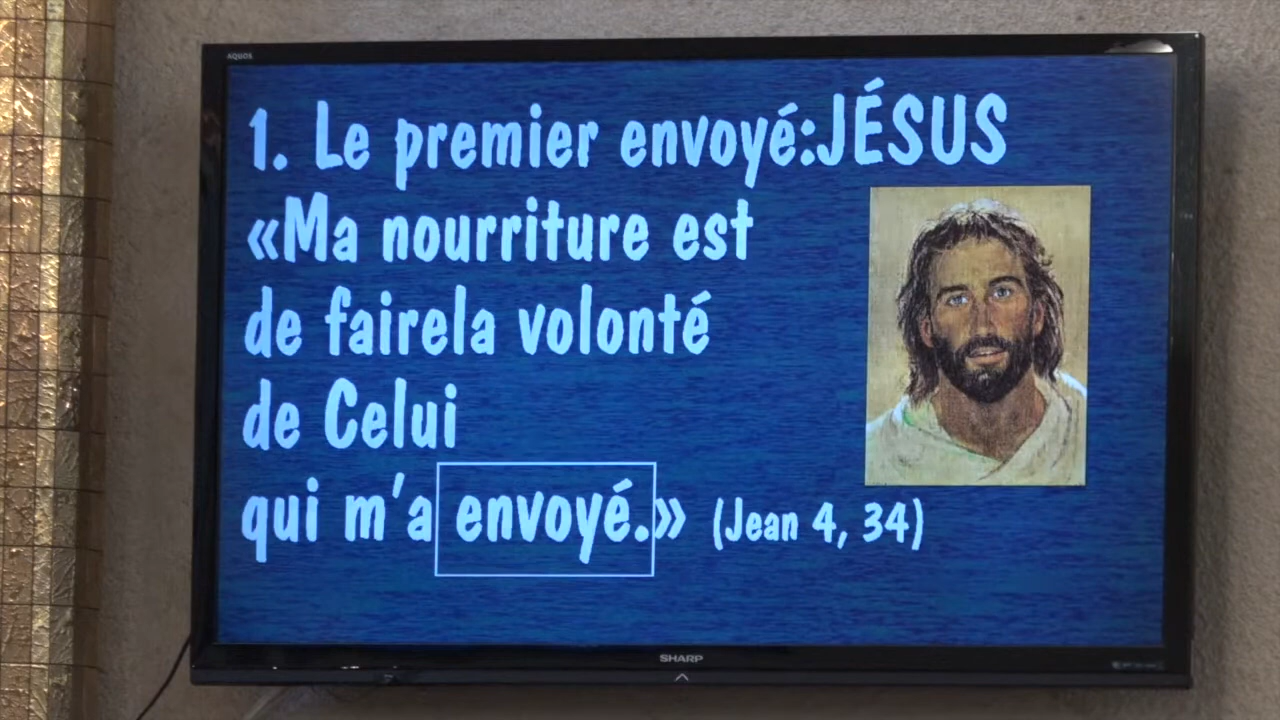 AQUOS
1. Le premier envoyé:JÉSUS
«Ma nourriture est
de fairela volonté
de Celui
qui m'a envoyé.» (Jean 4, 34)
SHARP